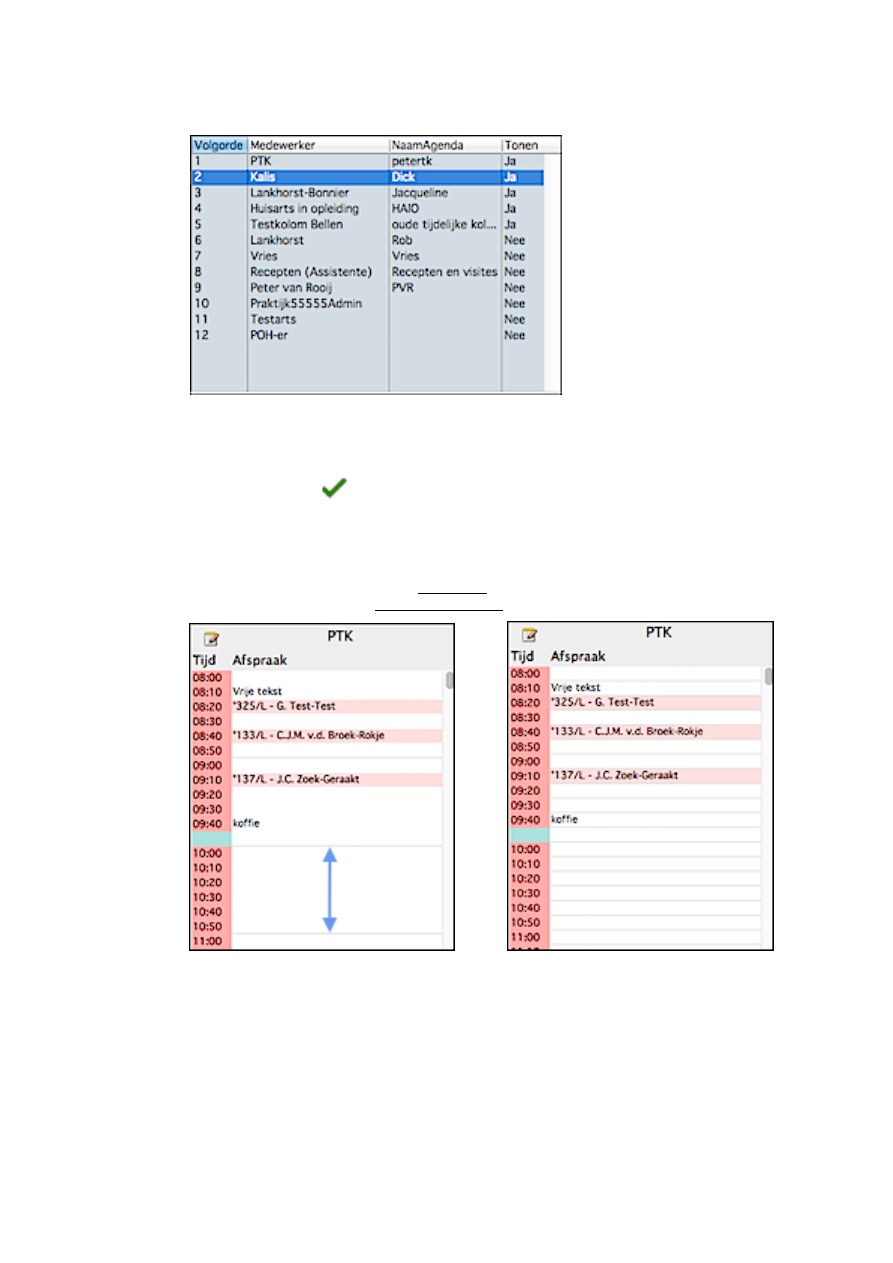 Volgorde Medewerker NaamAgenda Tonen
1 PTK petertk Ja
2 Kalis Dick Ja
3 Lankhorst-Bonnier Jacqueline Ja
4 Huisarts in opleiding HAIO Ja
5 Testkolom Bellen oude tijdelijke kol... Ja
6 Lankhorst Rob Nee
7 Vries Vries Nee
8 Recepten (Assistente) Recepten en visites Nee
9 Peter van Rooij PVR Nee
10 Praktijk55555Admin Nee
11 Testarts Nee
12 POH-er Nee
PTK
Tijd Afspraak
08:00
08:10 Vrije tekst
08:20 *325/L - G. Test-Test
08:30
08:40 *133/L - C.J.M. v.d. Broek-Rokje
08:50
09:00
09:10 *137/L - J.C. Zoek-Geraakt
09:20
09:30
09:40 koffie
10:00
10:10
10:20
10:30
10:40
10:50
11:00
PTK
Tijd Afspraak
08:00
08:10 Vrije tekst
08:20 *325/L - G. Test-Test
08:30
08:40 *133/L - C.J.M. v.d. Broek-Rokje
08:50
09:00
09:10 *137/L - J.C. Zoek-Geraakt
09:20
09:30
09:40 koffie
10:00
10:10
10:20
10:30
10:40
10:50
11:00